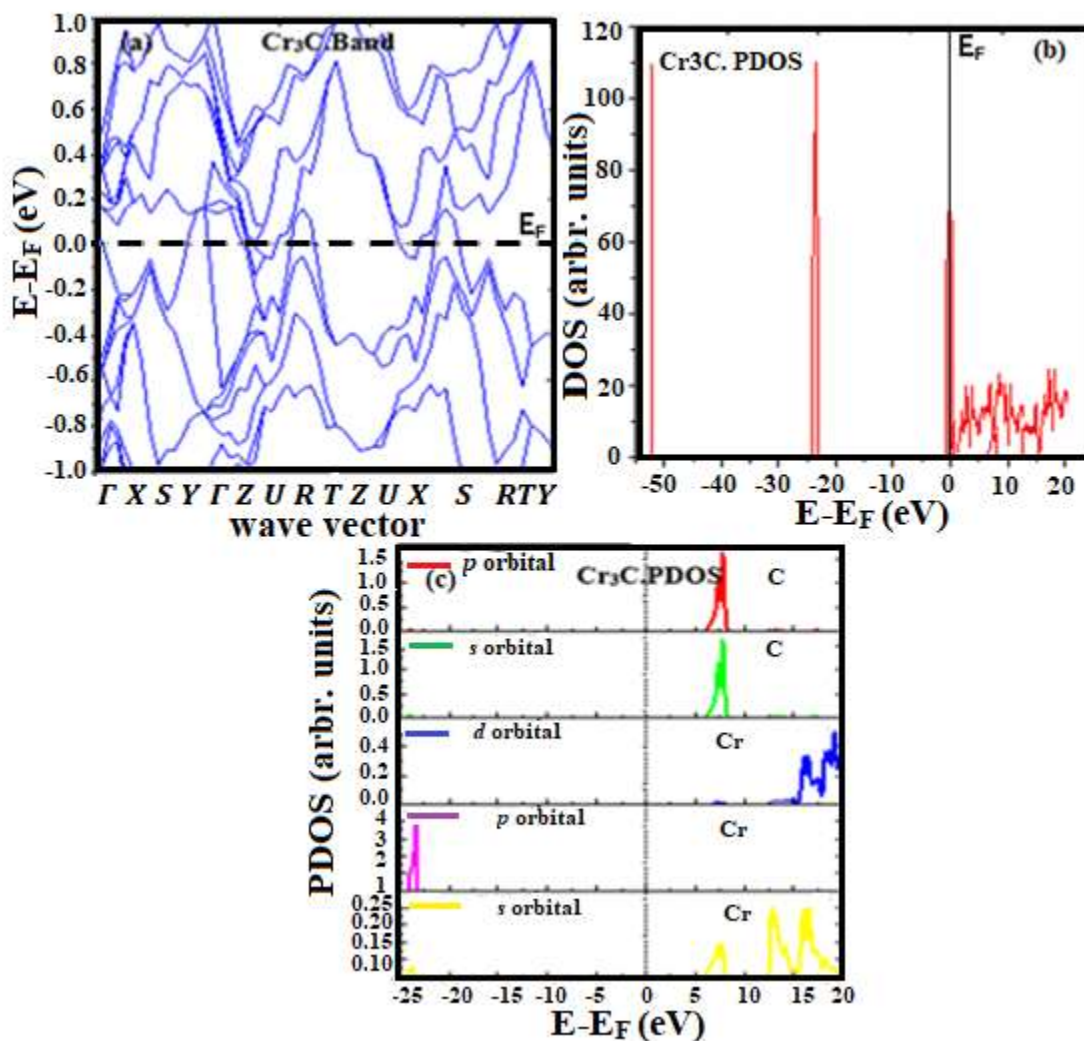 (a) Cr₃C.Band
1.0
0.8
0.6
0.4
0.2
0.0
-0.2
-0.4
-0.6
-0.8
-1.0
E-E_F (eV)
E_F
Γ X S Y Γ Z U R T Z U X S R T Y
wave vector
Cr3C. PDOS
E_F
(b)
120
100
80
60
40
20
0
DOS (arbr. units)
-50 -40 -30 -20 -10 0 10 20
E-E_F (eV)
(c)
Cr₃C.PDOS
PDOS (arbr. units)
1.5
1.0
0.5
0.0
p orbital
C
1.5
1.0
0.5
0.0
s orbital
C
0.4
0.2
0.0
d orbital
Cr
4
3
2
1
p orbital
Cr
0.25
0.20
0.15
0.10
s orbital
Cr
-25 -20 -15 -10 -5 0 5 10 15 20
E-E_F (eV)